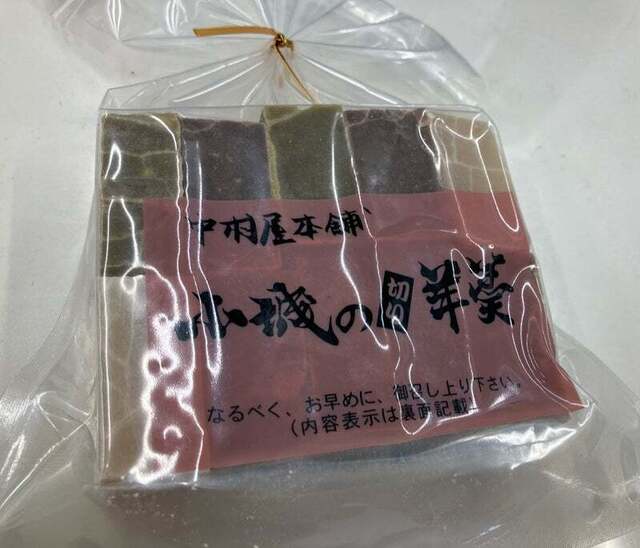 中村屋本舗
小城の切羊羹
なるべく、お早めに、御召し上り下さい。
(内容表示は裏面記載